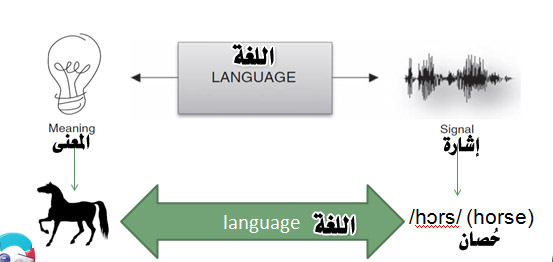 اللغة
LANGUAGE
Meaning
المعنى
Signal
إشارة
language اللغة
/hɔrs/ (horse)
حُصان